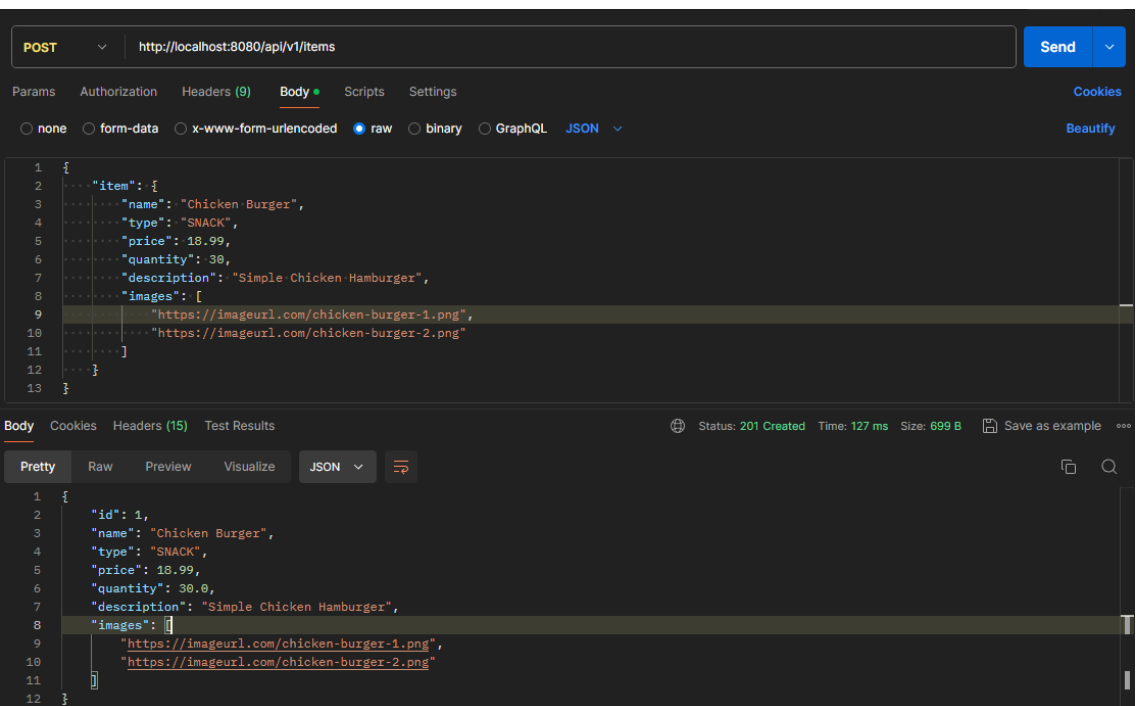 POST http://localhost:8080/api/v1/items Send
Params Authorization Headers (9) Body Scripts Settings Cookies
none form-data x-www-form-urlencoded raw binary GraphQL JSON Beautify
1 {
2 "item": {
3 "name": "Chicken Burger",
4 "type": "SNACK",
5 "price": 18.99,
6 "quantity": 30,
7 "description": "Simple Chicken Hamburger",
8 "images": [
9 "https://imageurl.com/chicken-burger-1.png",
10 "https://imageurl.com/chicken-burger-2.png"
11 ]
12 }
13 }
Body Cookies Headers (15) Test Results Status: 201 Created Time: 127 ms Size: 699 B Save as example
Pretty Raw Preview Visualize JSON
1 {
2 "id": 1,
3 "name": "Chicken Burger",
4 "type": "SNACK",
5 "price": 18.99,
6 "quantity": 30.0,
7 "description": "Simple Chicken Hamburger",
8 "images": [
9 "https://imageurl.com/chicken-burger-1.png",
10 "https://imageurl.com/chicken-burger-2.png"
11 ]
12 }